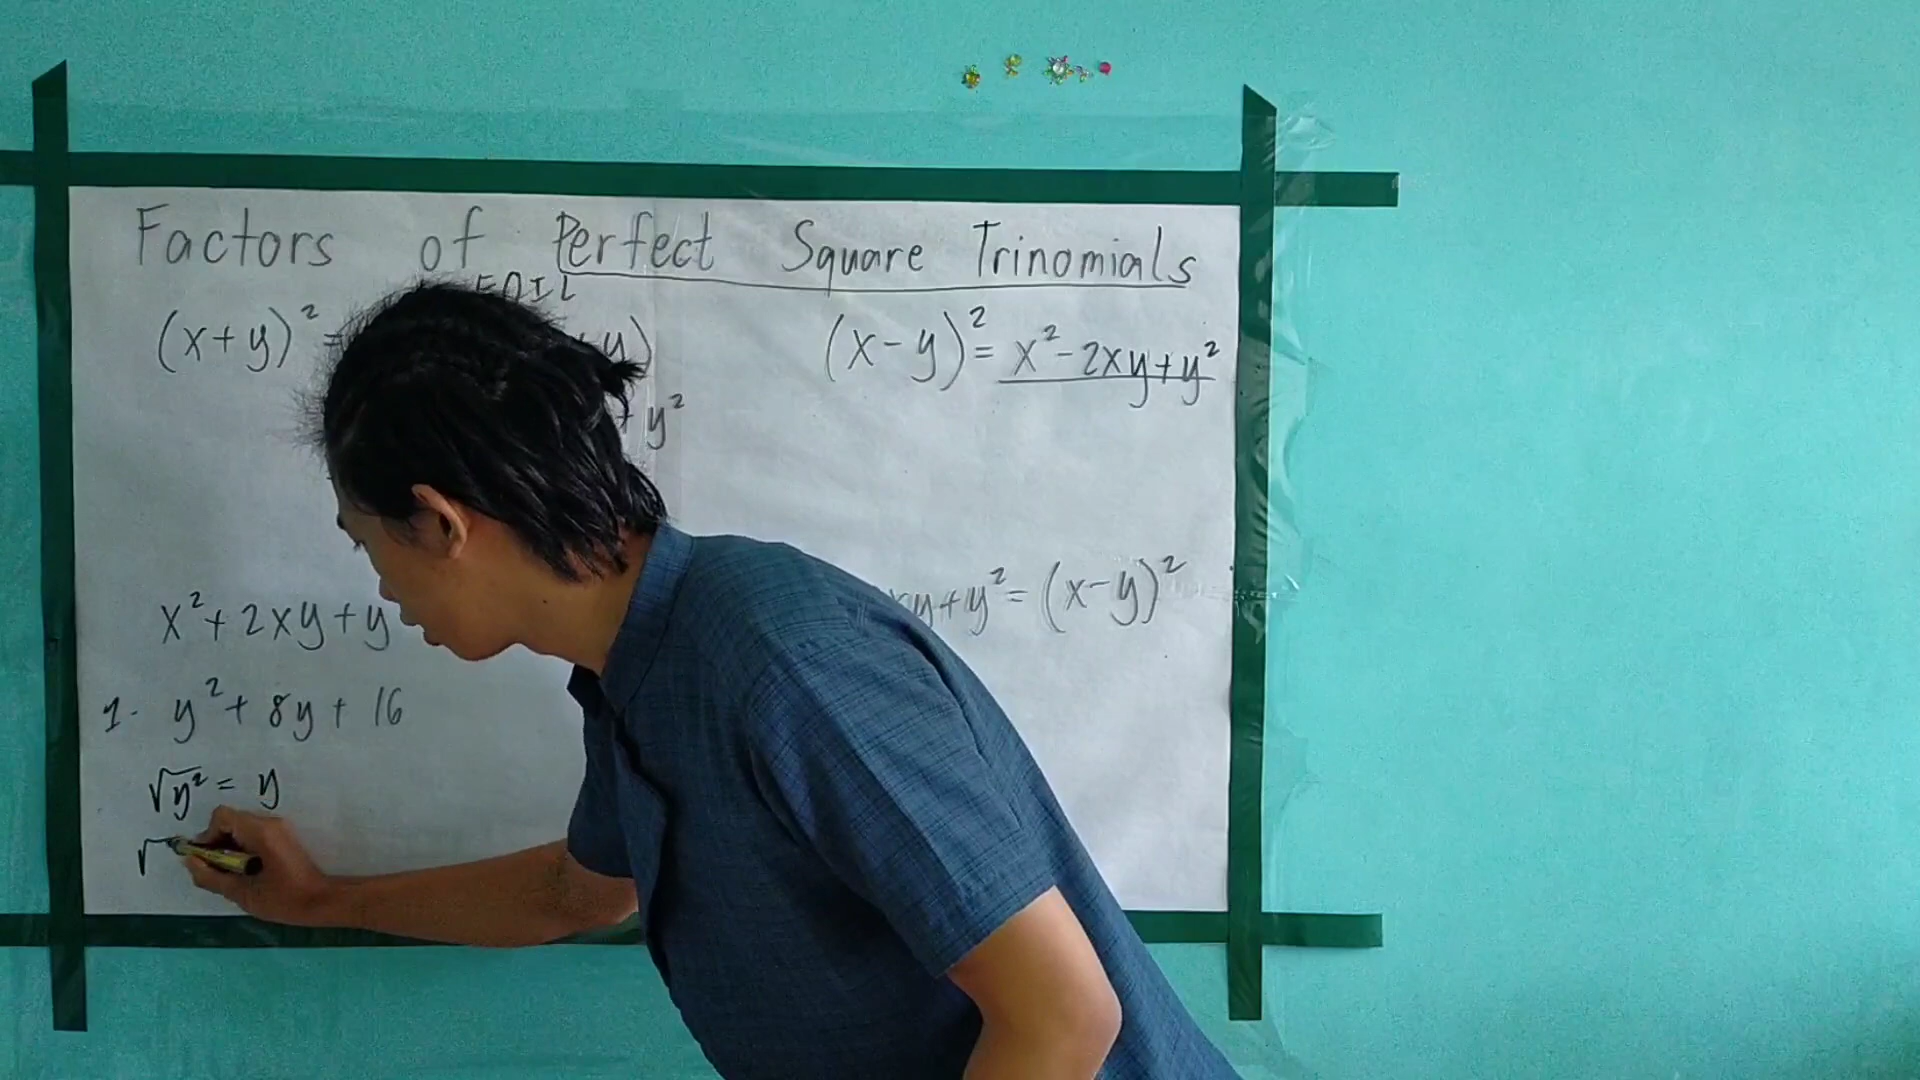 Factors of Perfect Square Trinomials
FOIL
(x+y)² = y)
(x-y)² = x²-2xy+y²
+y²
x²+2xy+y
xy+y² = (x-y)²
1. y²+8y+16
√y² = y
√